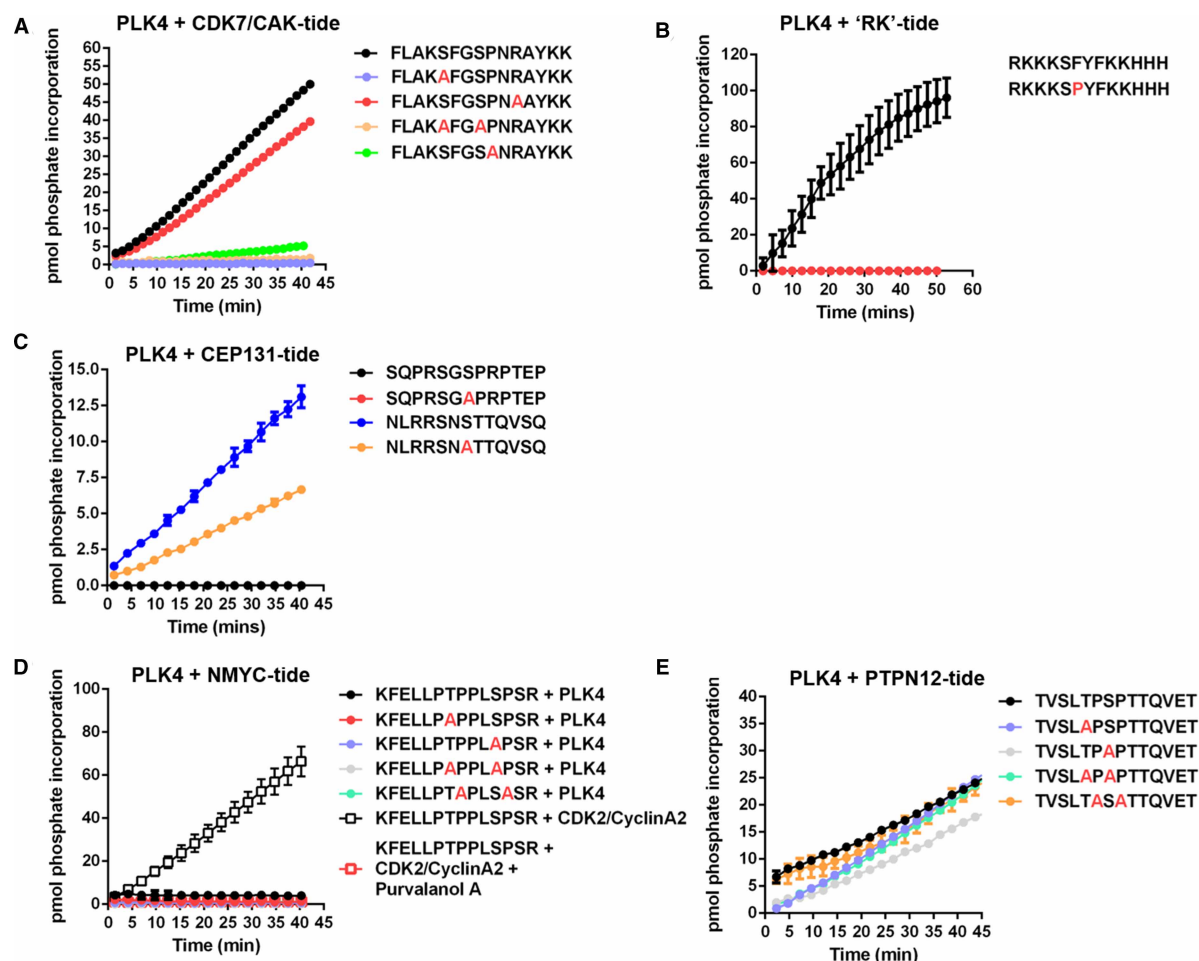 A
PLK4 + CDK7/CAK-tide
pmol phosphate incorporation
60
55
50
45
40
35
30
25
20
15
10
5
0
0 5 10 15 20 25 30 35 40 45
Time (min)
FLAKSFGSPNRAYKK
FLAKAFGSPNRAYKK
FLAKSFGSPNAAYKK
FLAKAFGAPNRAYKK
FLAKSFGSANRAYKK
B
PLK4 + ‘RK’-tide
pmol phosphate incorporation
120
100
80
60
40
20
0
0 10 20 30 40 50 60
Time (mins)
RKKKSFYFKKHHH
RKKKSPYFKKHHH
C
PLK4 + CEP131-tide
pmol phosphate incorporation
15.0
12.5
10.0
7.5
5.0
2.5
0.0
0 5 10 15 20 25 30 35 40 45
Time (mins)
SQPRSGSPRPTEP
SQPRSGAPRPTEP
NLRRSNSTTQVSQ
NLRRSNATTQVSQ
D
PLK4 + NMYC-tide
pmol phosphate incorporation
100
80
60
40
20
0
0 5 10 15 20 25 30 35 40 45
Time (min)
KFELLPTPPLSPSR + PLK4
KFELLPAPPLSPSR + PLK4
KFELLPTPPLAPSR + PLK4
KFELLPAPPLAPSR + PLK4
KFELLPTAPLSASR + PLK4
KFELLPTPPLSPSR + CDK2/CyclinA2
KFELLPTPPLSPSR +
CDK2/CyclinA2 +
Purvalanol A
E
PLK4 + PTPN12-tide
pmol phosphate incorporation
40
35
30
25
20
15
10
5
0
0 5 10 15 20 25 30 35 40 45
Time (min)
TVSLTPSPTTQVET
TVSLAPSPTTQVET
TVSLTPAPTTQVET
TVSLAPAPTTQVET
TVSLTASATTQVET